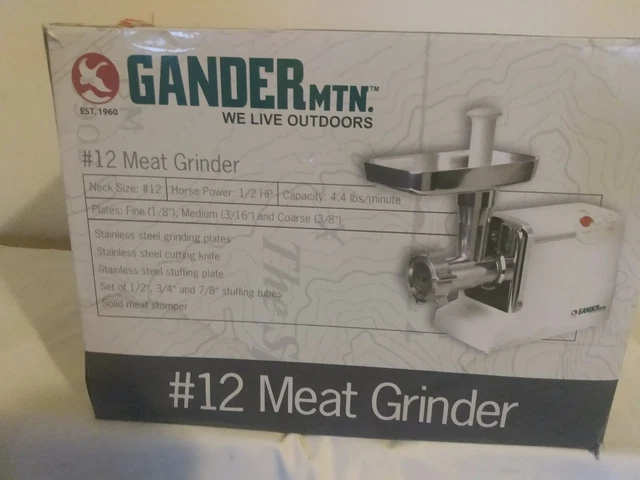 GANDER MTN.™
EST. 1960
WE LIVE OUTDOORS
#12 Meat Grinder
Neck Size: #12 Horse Power: 1/2 HP Capacity: 4.4 lbs/minute
Plates: Fine (1/8"), Medium (3/16") and Coarse (3/8")
Stainless steel grinding plates
Stainless steel cutting knife
Stainless steel stuffing plate
Set of 1/2", 3/4" and 7/8" stuffing tubes
Solid meat stomper
GANDER MTN.
#12 Meat Grinder